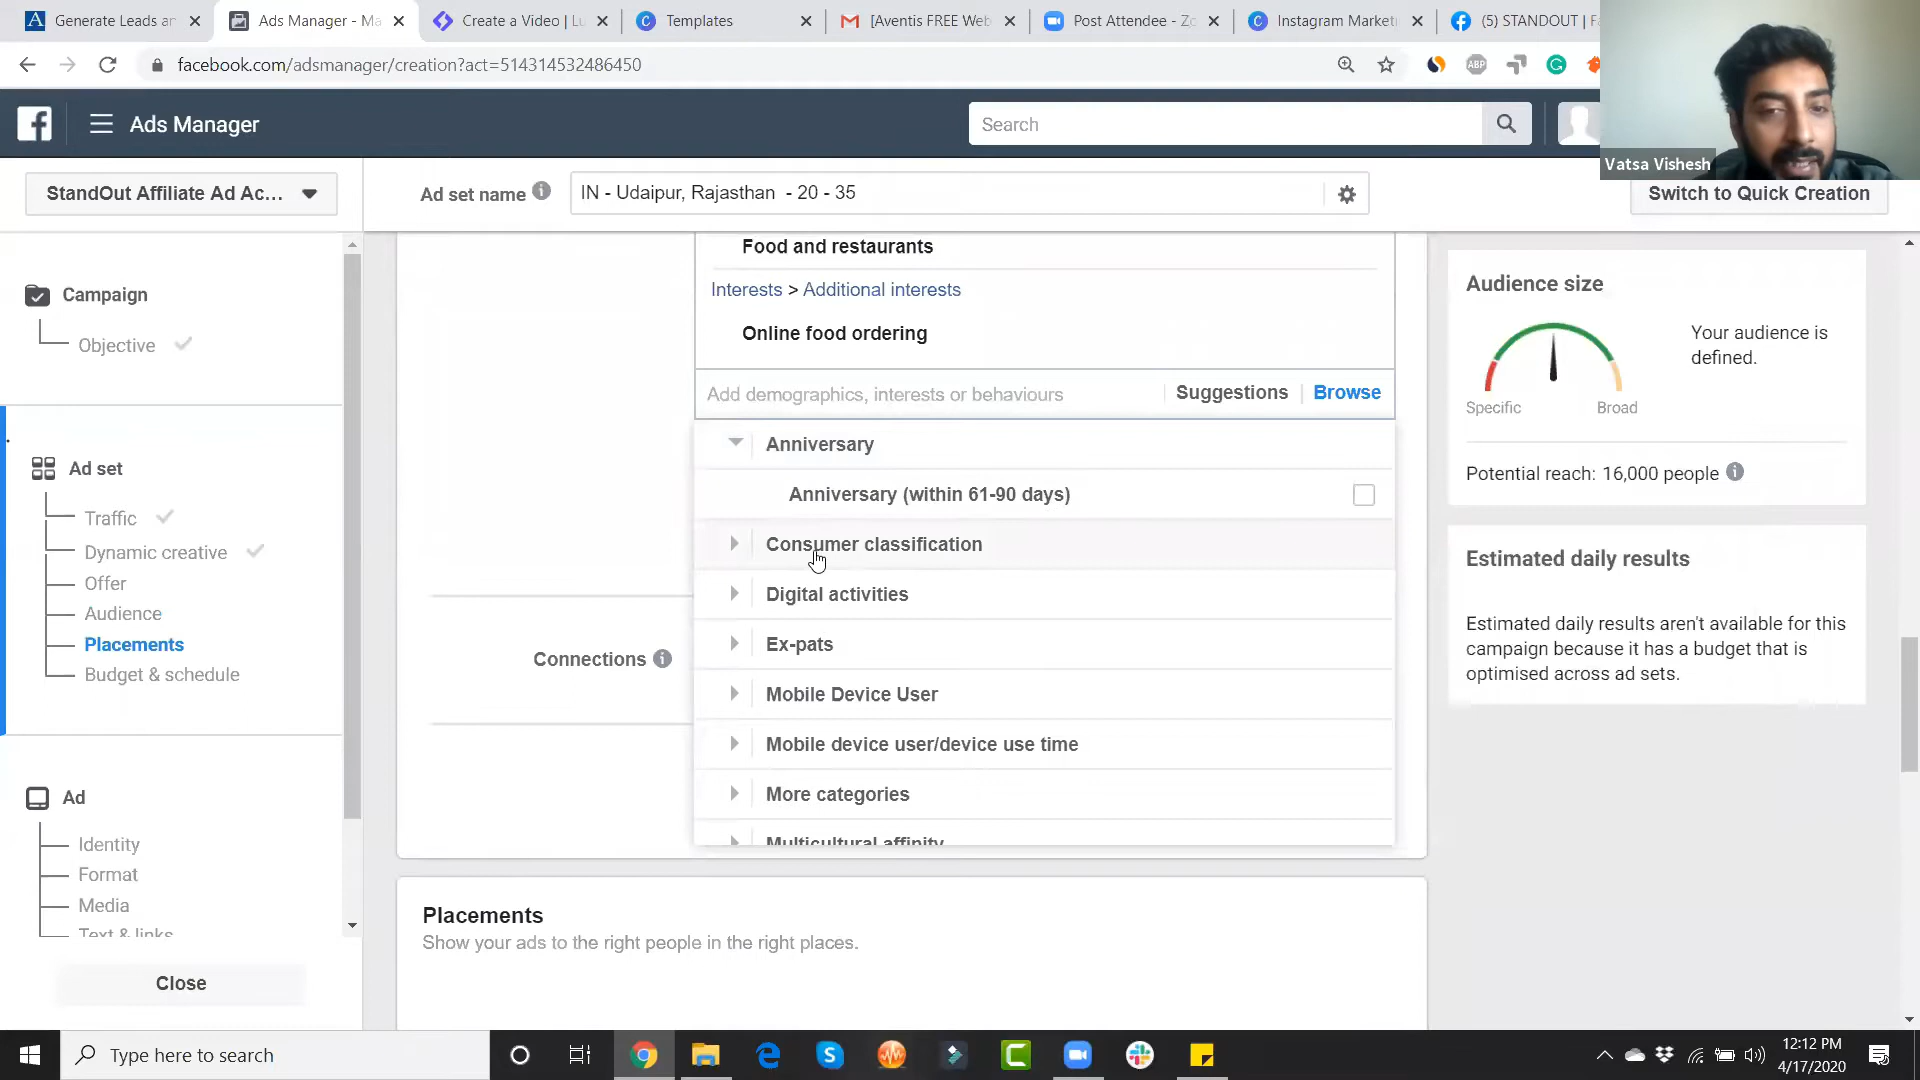 Generate Leads an
Ads Manager - Ma
Create a Video | Lu
Templates
[Aventis FREE Web
Post Attendee - Zo
Instagram Market
(5) STANDOUT | Fa
facebook.com/adsmanager/creation?act=514314532486450
ABP
Ads Manager
Search
Vatsa Vishesh
StandOut Affiliate Ad Ac...
Ad set name
IN - Udaipur, Rajasthan - 20 - 35
Switch to Quick Creation
Campaign
Objective
Ad set
Traffic
Dynamic creative
Offer
Audience
Placements
Budget & schedule
Ad
Identity
Format
Media
Text & links
Close
Food and restaurants
Interests > Additional interests
Online food ordering
Add demographics, interests or behaviours
Suggestions
Browse
Anniversary
Anniversary (within 61-90 days)
Consumer classification
Digital activities
Ex-pats
Mobile Device User
Mobile device user/device use time
More categories
Multicultural affinity
Connections
Placements
Show your ads to the right people in the right places.
Audience size
Your audience is
defined.
Specific
Broad
Potential reach: 16,000 people
Estimated daily results
Estimated daily results aren't available for this
campaign because it has a budget that is
optimised across ad sets.
Type here to search
12:12 PM
4/17/2020